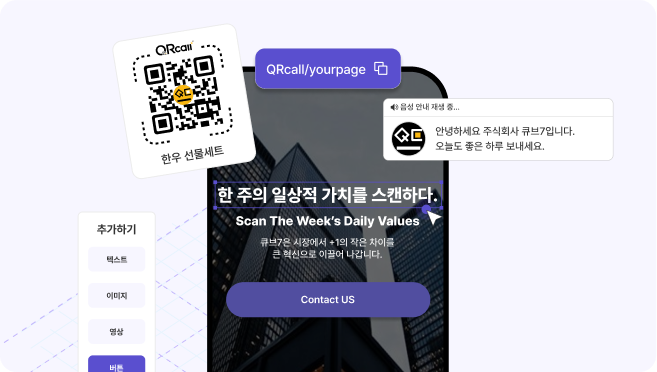 QRcall
한우 선물세트
QRcall/yourpage
음성 안내 재생 중...
안녕하세요 주식회사 큐브7입니다.
오늘도 좋은 하루 보내세요.
한 주의 일상적 가치를 스캔하다.
Scan The Week's Daily Values
큐브7은 시장에서 +1의 작은 차이를
큰 혁신으로 이끌어 나갑니다.
Contact US
추가하기
텍스트
이미지
영상
버튼